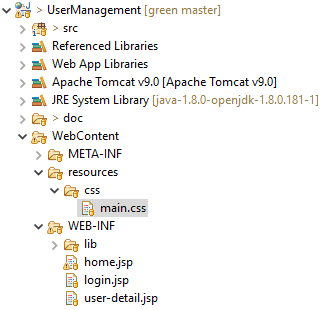 > UserManagement [green master]
> src
Referenced Libraries
Web App Libraries
Apache Tomcat v9.0 [Apache Tomcat v9.0]
JRE System Library [java-1.8.0-openjdk-1.8.0.181-1]
> doc
WebContent
META-INF
resources
css
main.css
WEB-INF
lib
home.jsp
login.jsp
user-detail.jsp